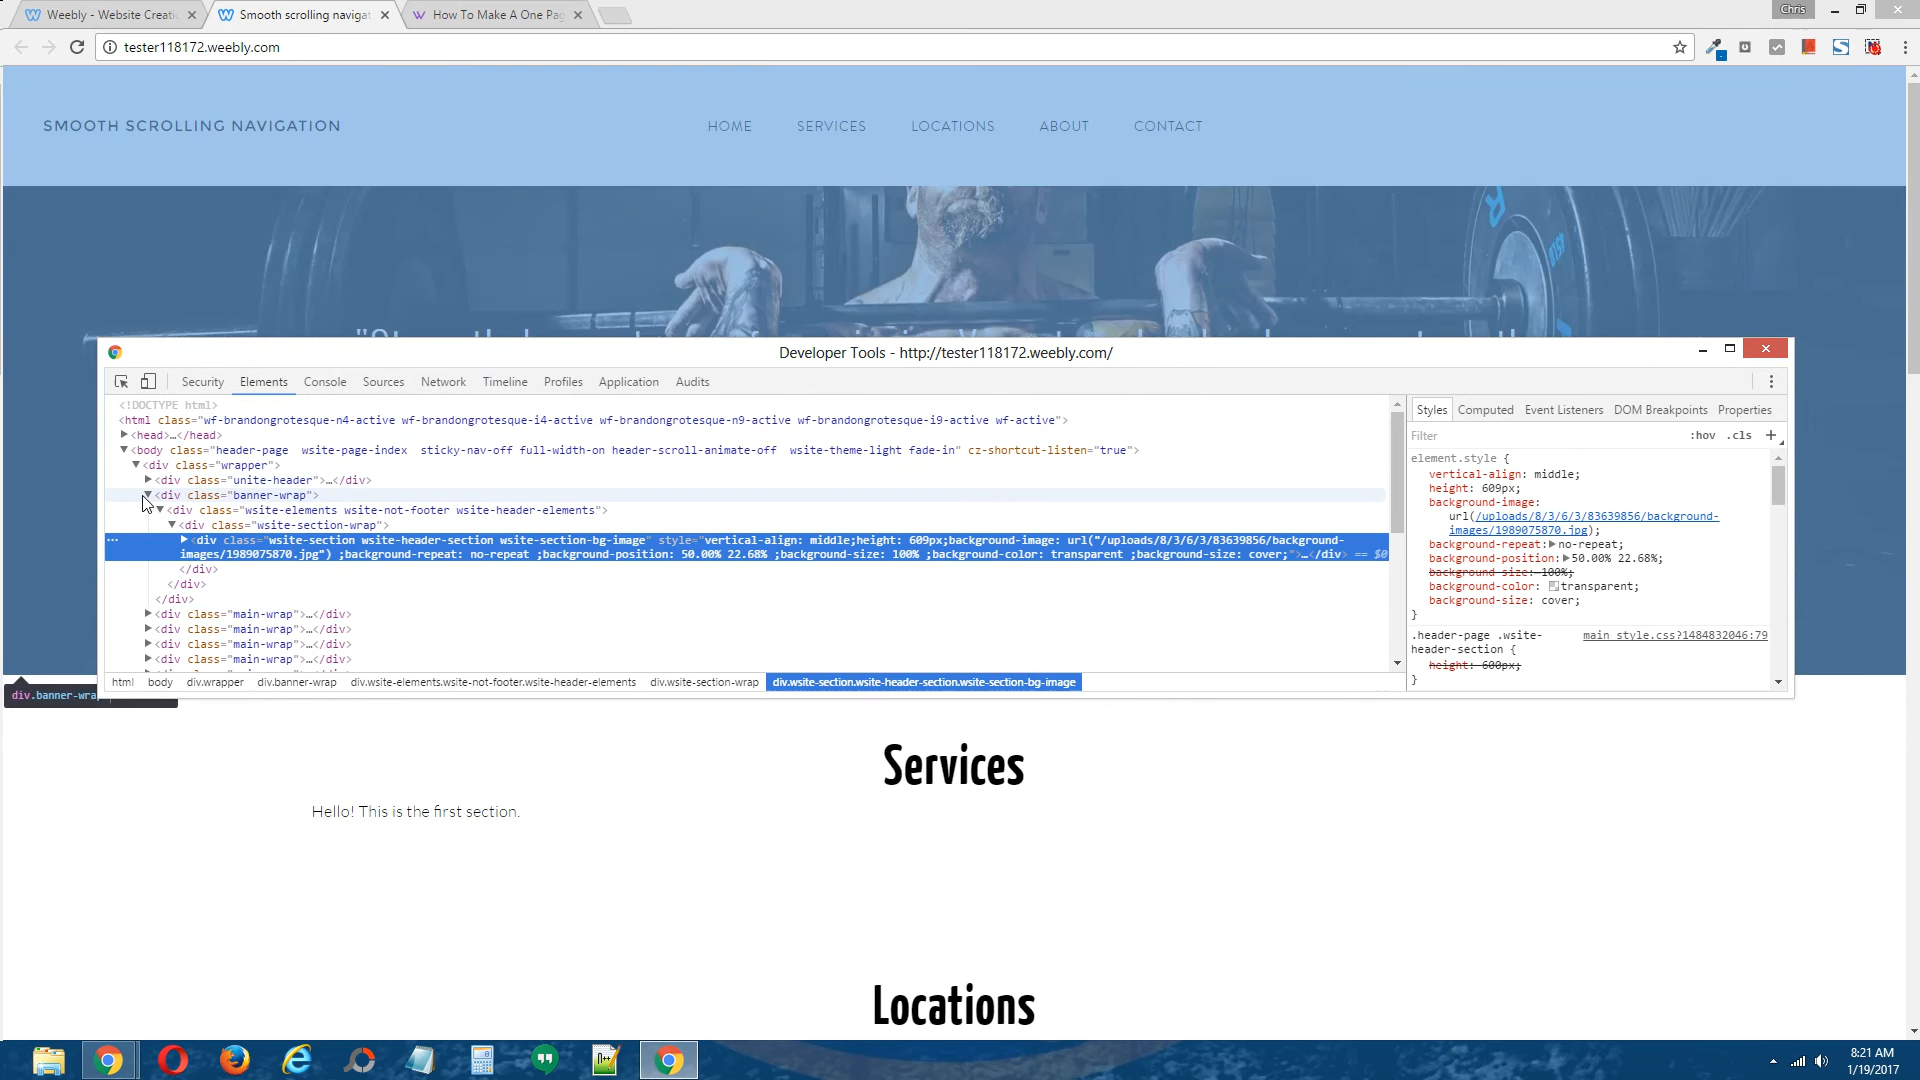 Weebly - Website Creati
Smooth scrolling navigat
How To Make A One Pag
Chris
tester118172.weebly.com
SMOOTH SCROLLING NAVIGATION
HOME
SERVICES
LOCATIONS
ABOUT
CONTACT
Developer Tools - http://tester118172.weebly.com/
Security
Elements
Console
Sources
Network
Timeline
Profiles
Application
Audits
<!DOCTYPE html>
<html class="wf-brandongrotesque-n4-active wf-brandongrotesque-i4-active wf-brandongrotesque-n9-active wf-brandongrotesque-i9-active wf-active">
<head>…</head>
<body class="header-page wsite-page-index sticky-nav-off full-width-on header-scroll-animate-off wsite-theme-light fade-in" cz-shortcut-listen="true">
<div class="wrapper">
<div class="unite-header">…</div>
<div class="banner-wrap">
<div class="wsite-elements wsite-not-footer wsite-header-elements">
<div class="wsite-section-wrap">
<div class="wsite-section wsite-header-section wsite-section-bg-image" style="vertical-align: middle;height: 609px;background-image: url("/uploads/8/3/6/3/83639856/background-
images/1989075870.jpg") ;background-repeat: no-repeat ;background-position: 50.00% 22.68% ;background-size: 100% ;background-color: transparent ;background-size: cover;">…</div> == $0
</div>
</div>
</div>
<div class="main-wrap">…</div>
<div class="main-wrap">…</div>
<div class="main-wrap">…</div>
<div class="main-wrap">…</div>
html
body
div.wrapper
div.banner-wrap
div.wsite-elements.wsite-not-footer.wsite-header-elements
div.wsite-section-wrap
div.wsite-section.wsite-header-section.wsite-section-bg-image
Styles
Computed
Event Listeners
DOM Breakpoints
Properties
Filter
:hov
.cls
+
element.style {
vertical-align: middle;
height: 609px;
background-image:
url(/uploads/8/3/6/3/83639856/background-
images/1989075870.jpg);
background-repeat: no-repeat;
background-position: 50.00% 22.68%;
background-size: 100%;
background-color: transparent;
background-size: cover;
}
.header-page .wsite-
main_style.css?1484832046:79
header-section {
height: 600px;
}
div.banner-wra
Services
Hello! This is the first section.
Locations
8:21 AM
1/19/2017